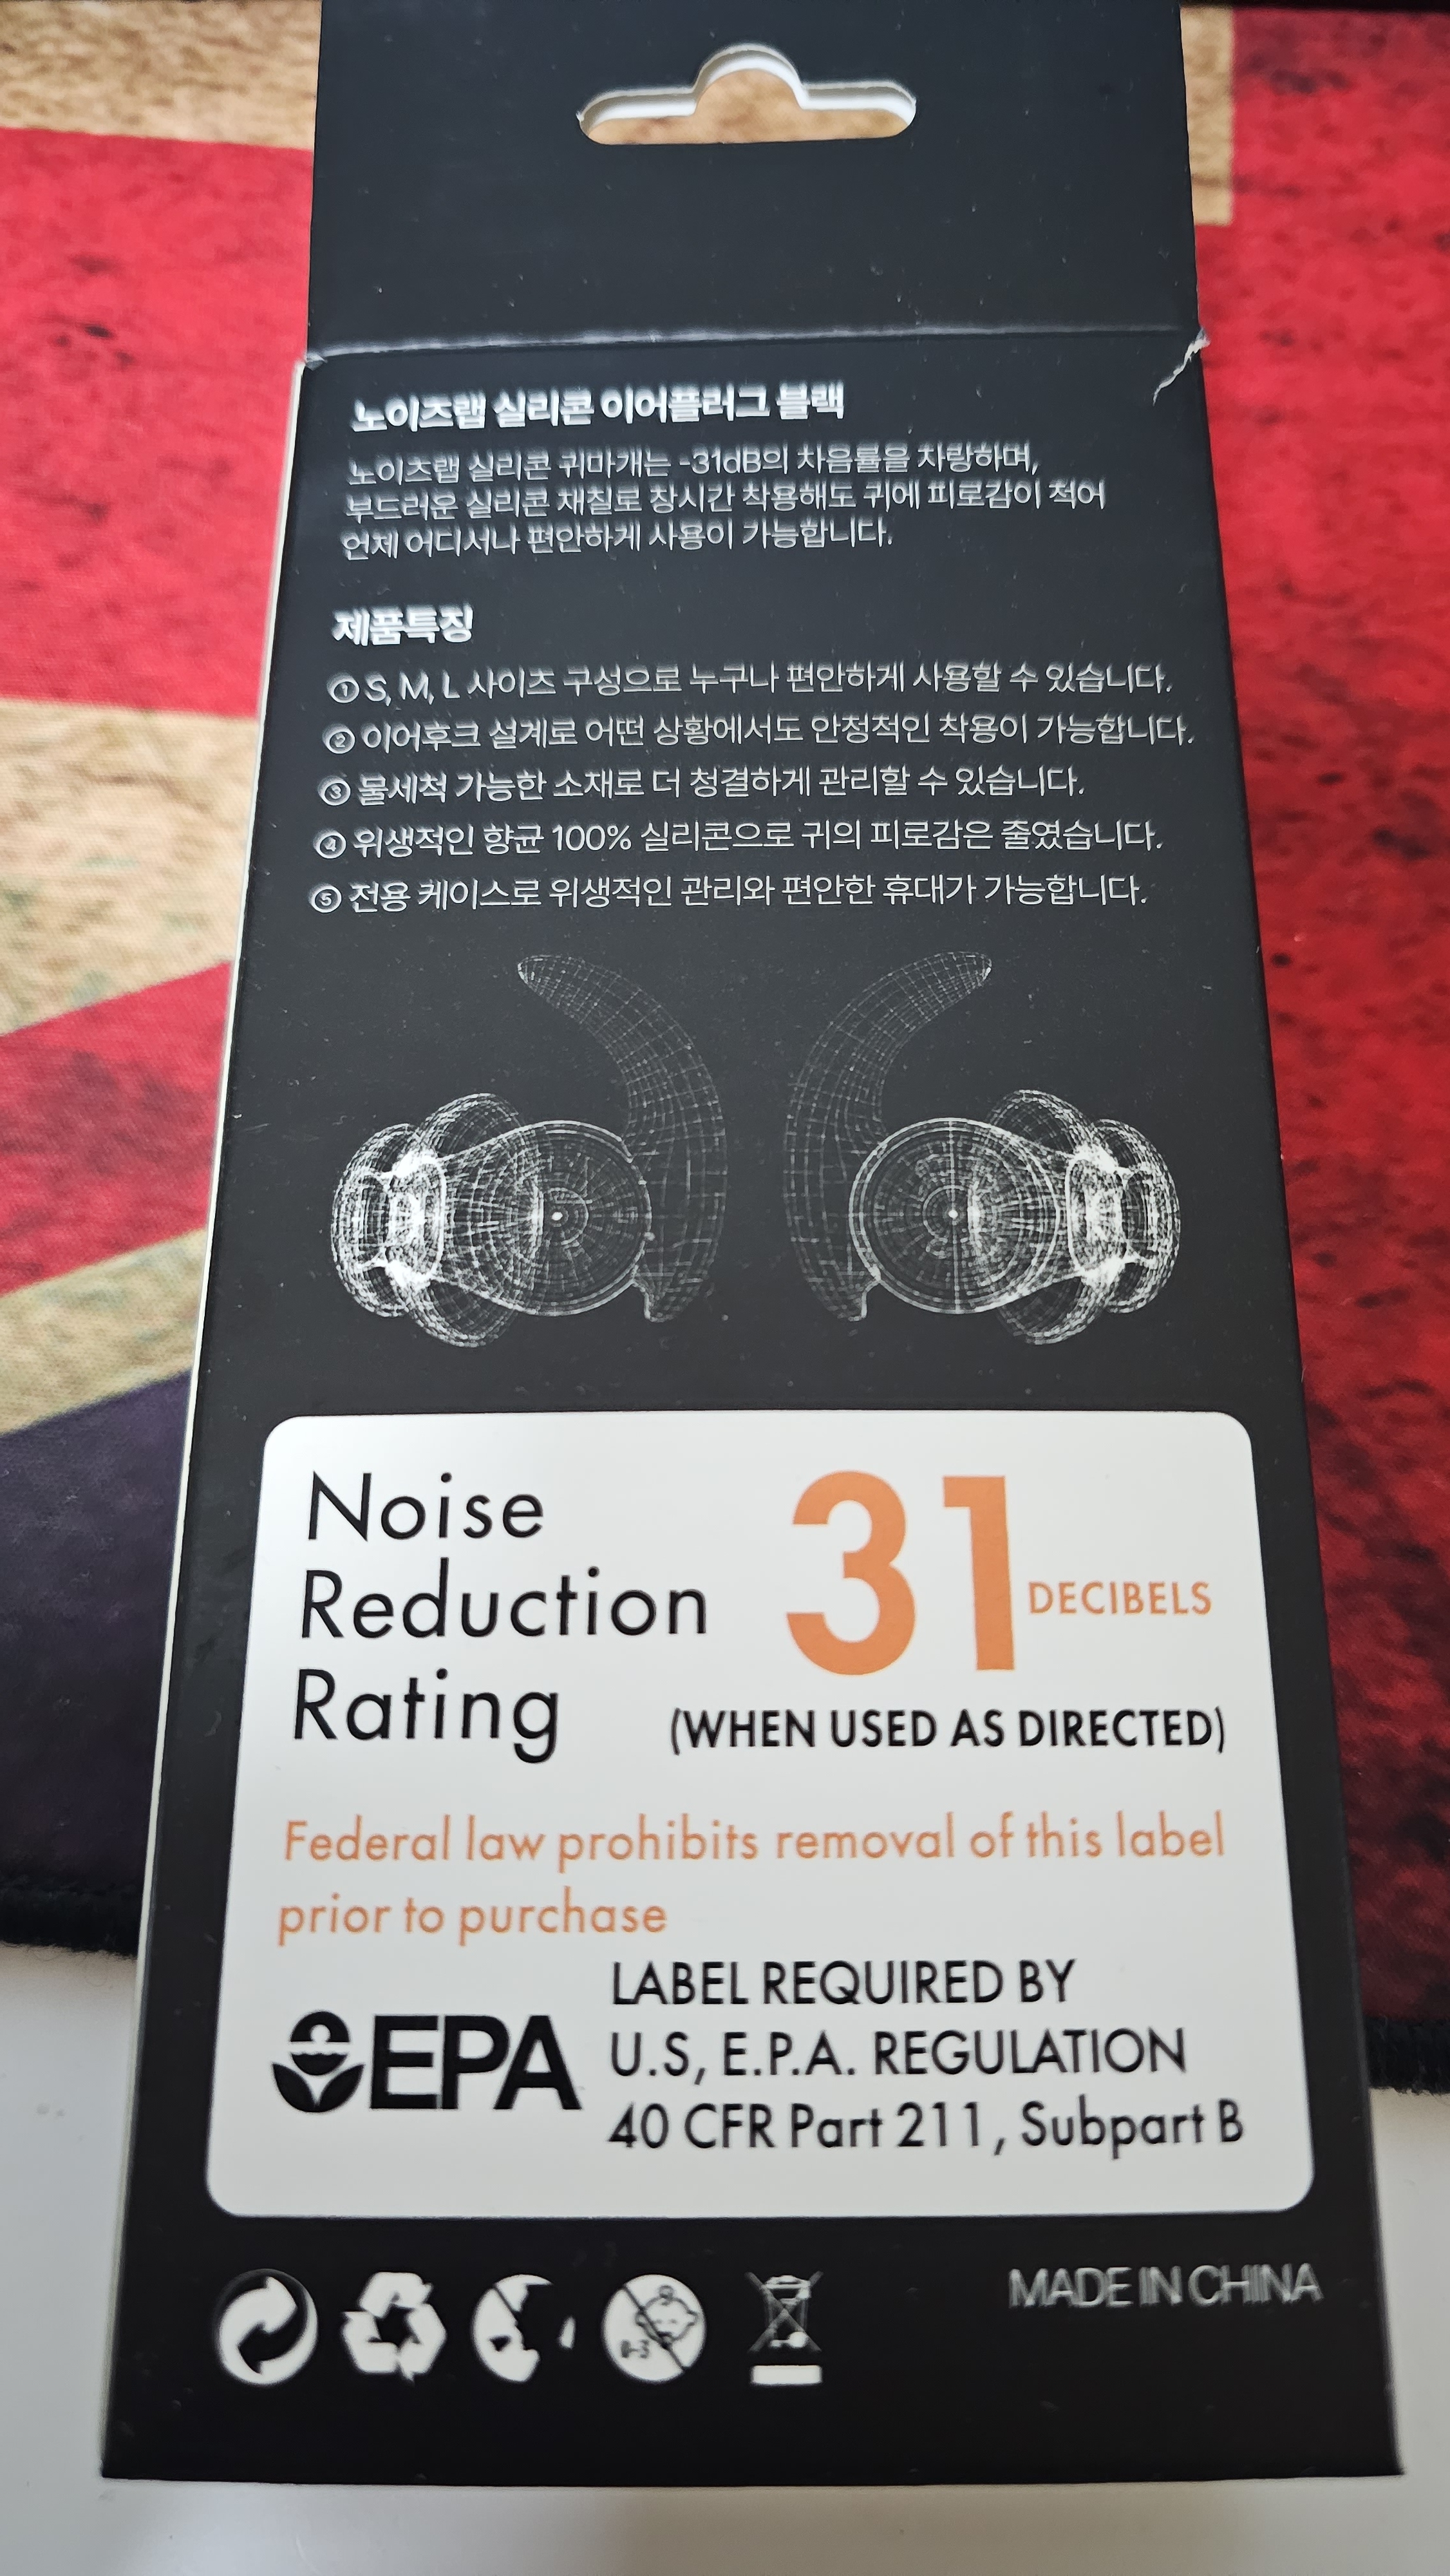 노이즈랩 실리콘 이어플러그 블랙
노이즈랩 실리콘 귀마개는 -31dB의 차음률을 자랑하며,
부드러운 실리콘 재질로 장시간 착용해도 귀에 피로감이 적어
언제 어디서나 편안하게 사용이 가능합니다.
제품특징
① S, M, L 사이즈 구성으로 누구나 편안하게 사용할 수 있습니다.
② 이어후크 설계로 어떤 상황에서도 안정적인 착용이 가능합니다.
③ 물세척 가능한 소재로 더 청결하게 관리할 수 있습니다.
④ 위생적인 향균 100% 실리콘으로 귀의 피로감은 줄였습니다.
⑤ 전용 케이스로 위생적인 관리와 편안한 휴대가 가능합니다.
Noise
Reduction
Rating
31 DECIBELS
(WHEN USED AS DIRECTED)
Federal law prohibits removal of this label
prior to purchase
EPA
LABEL REQUIRED BY
U.S, E.P.A. REGULATION
40 CFR Part 211, Subpart B
0-3
MADE IN CHINA